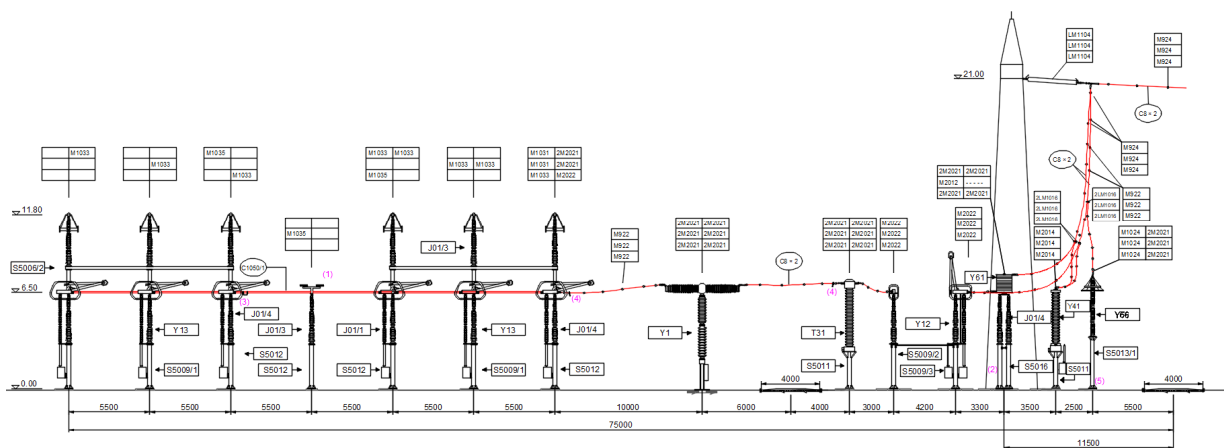 LM1104
LM1104
LM1104
M924
M924
M924
21.00
C8 × 2
M1033
M1033
M1035
M1033
M1033 M1033
M1035
M1033 M1033
M1031 2M2021
M1031 2M2021
M1033 M2022
M924
M924
M924
C8 × 2
2M2021 2M2021
M2012 -----
2M2021 2M2021
2LM1016 M922
2LM1016 M922
2LM1016 M922
2LM1016
2LM1016
2LM1016
11.80
M1035
J01/3
M922
M922
M922
2M2021 2M2021
2M2021 2M2021
2M2021 2M2021
2M2021 2M2021
2M2021 2M2021
2M2021 2M2021
M2022
M2022
M2022
M2022
M2022
M2022
M2014
M2014
M2014
M1024 2M2021
M1024 2M2021
M1024 2M2021
S5006/2
C1050/1
(1)
C8 × 2
Y61
6.50
(3)
(4)
(4)
J01/4
Y13
J01/3
J01/1
Y13
J01/4
Y1
T31
Y12
J01/4
Y41
Y66
S5012
S5009/2
S5013/1
S5009/1
S5012
S5012
S5009/1
S5012
S5011
S5009/3
(2)
S5016
S5011
(5)
0.00
4000
4000
5500
5500
5500
5500
5500
5500
10000
6000
4000
3000
4200
3300
3500
2500
5500
75000
11500